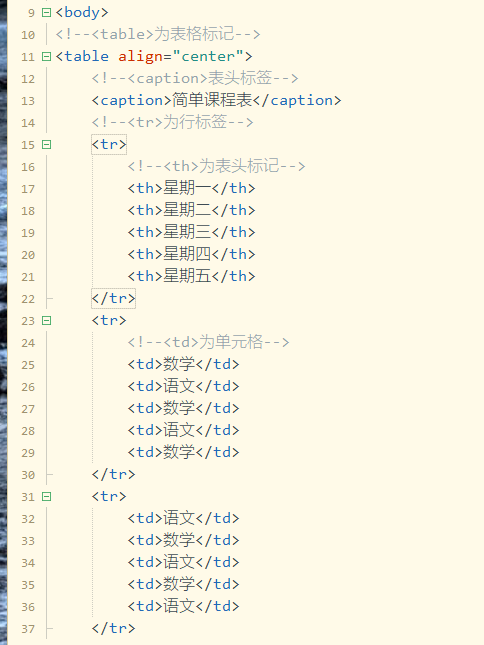 9 <body>
10 <!--<table>为表格标记-->
11 <table align="center">
12 <!--<caption>表头标签-->
13 <caption>简单课程表</caption>
14 <!--<tr>为行标签-->
15 <tr>
16 <!--<th>为表头标记-->
17 <th>星期一</th>
18 <th>星期二</th>
19 <th>星期三</th>
20 <th>星期四</th>
21 <th>星期五</th>
22 </tr>
23 <tr>
24 <!--<td>为单元格-->
25 <td>数学</td>
26 <td>语文</td>
27 <td>数学</td>
28 <td>语文</td>
29 <td>数学</td>
30 </tr>
31 <tr>
32 <td>语文</td>
33 <td>数学</td>
34 <td>语文</td>
35 <td>数学</td>
36 <td>语文</td>
37 </tr>